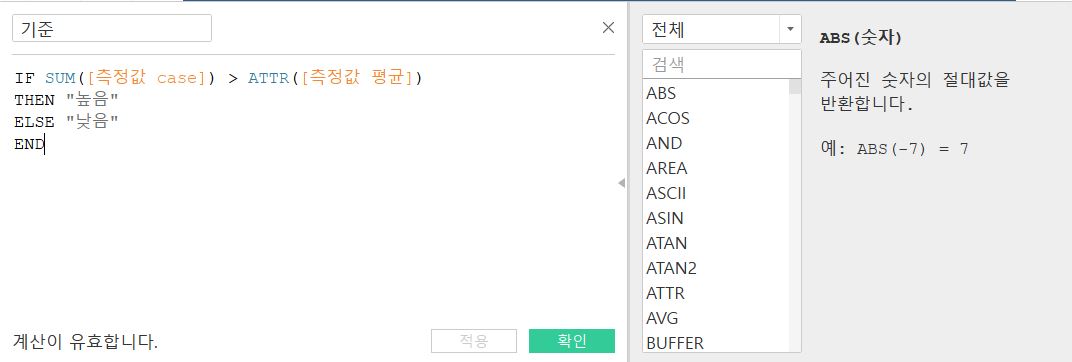 기준
IF SUM([측정값 case]) > ATTR([측정값 평균])
THEN "높음"
ELSE "낮음"
END
계산이 유효합니다.
적용
확인
전체
검색
ABS
ACOS
AND
AREA
ASCII
ASIN
ATAN
ATAN2
ATTR
AVG
BUFFER
ABS(숫자)
주어진 숫자의 절대값을
반환합니다.
예: ABS(-7) = 7